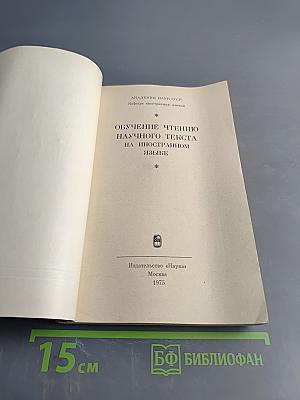 АКАДЕМИЯ НАУК СССР
Кафедра иностранных языков
*
ОБУЧЕНИЕ ЧТЕНИЮ
НАУЧНОГО ТЕКСТА
НА ИНОСТРАННОМ
ЯЗЫКЕ
*
Издательство «Наука»
Москва
1975
15 см
БФ БИБЛИОФАН